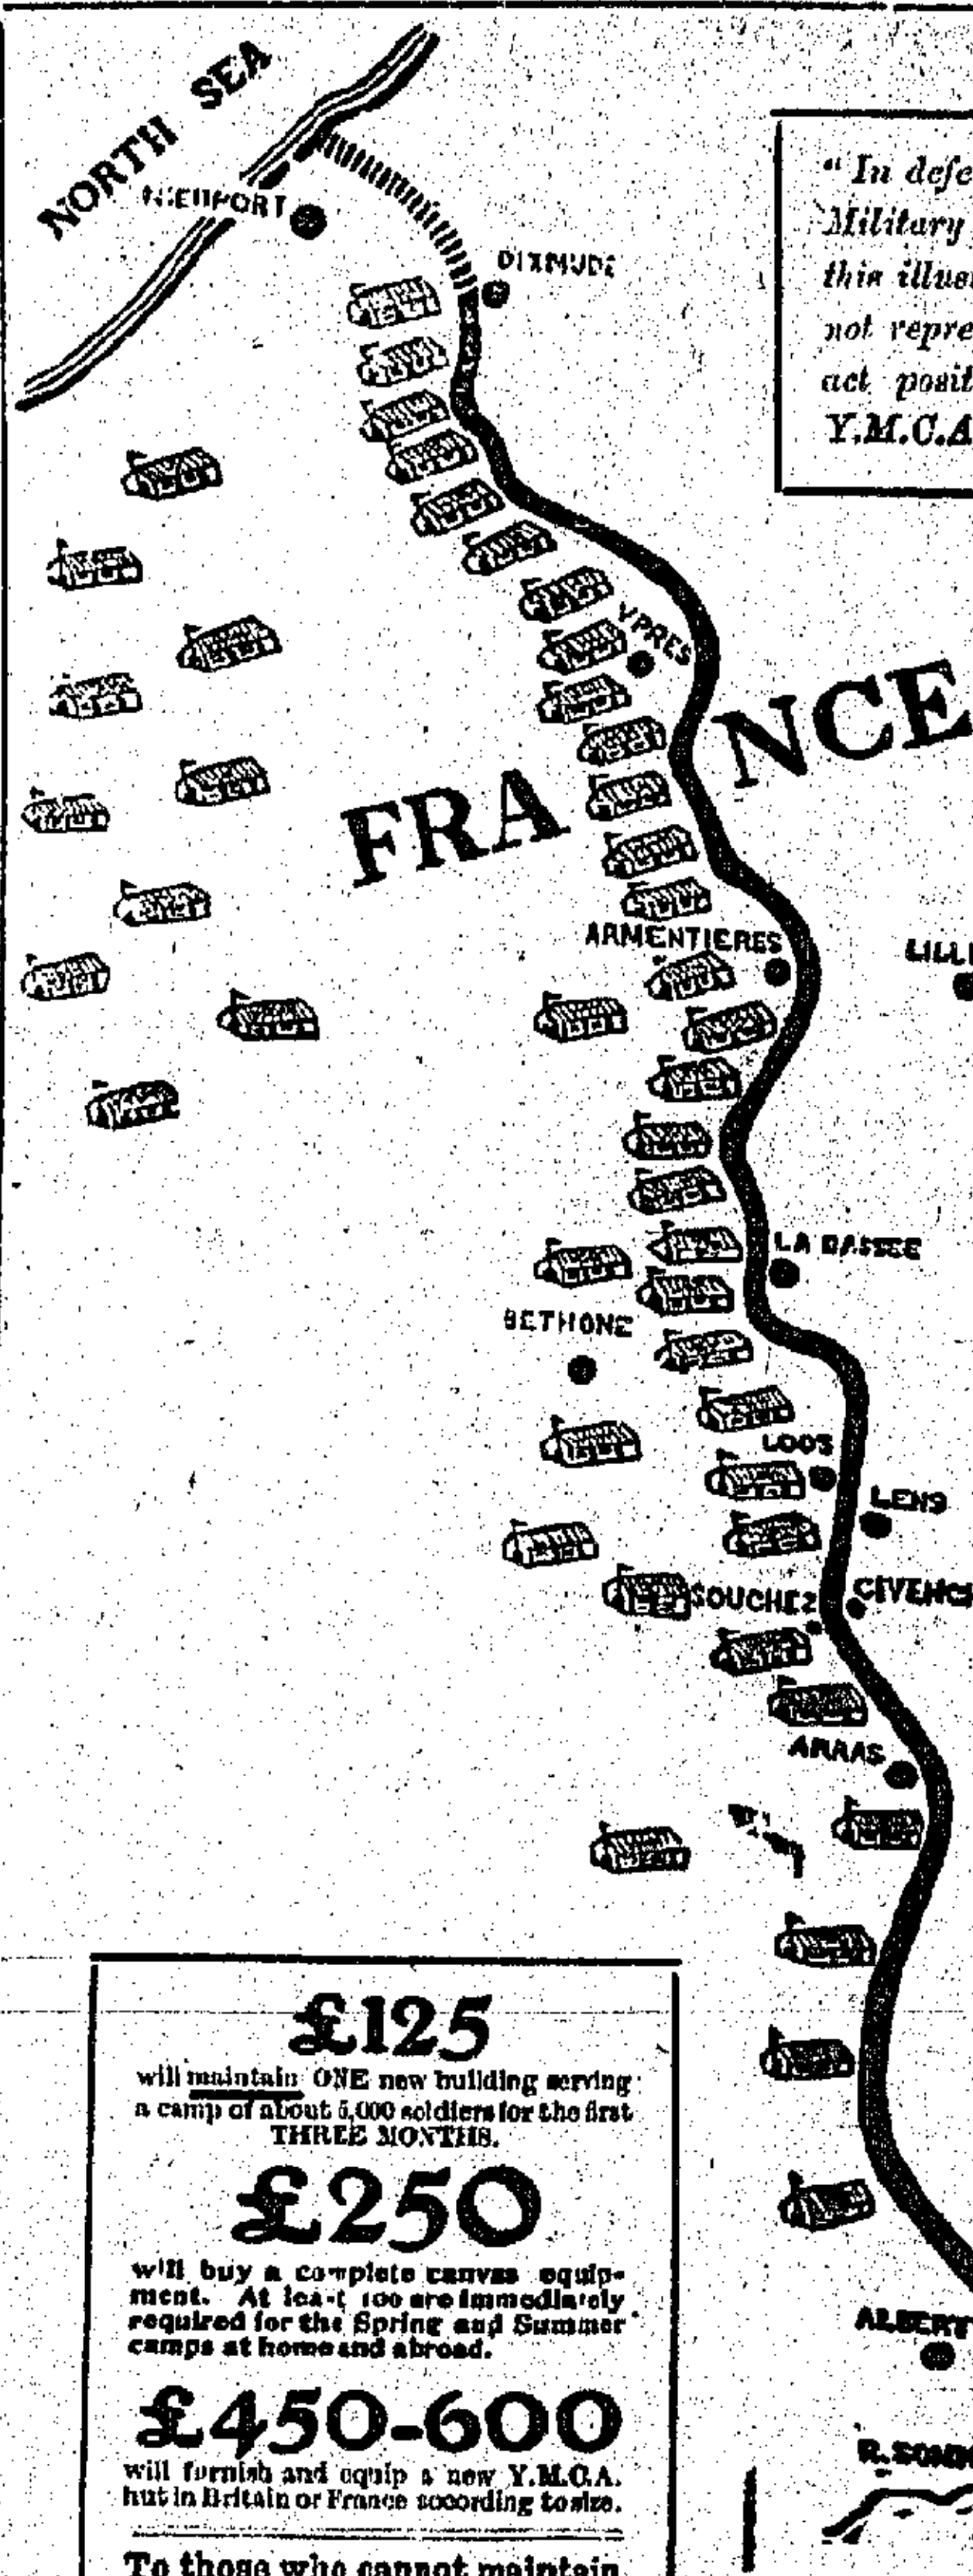 NORTH SEA
NIEUPORT
DIXMUDE
" In defe
Military
this illus
not repre
act posit
Y.M.C.A
YPRES
FRANCE
ARMENTIERES
LILL
LA BASSEE
BETHUNE
LOOS
LENS
SOUCHEZ
GIVENCH
ARRAS
£125
will maintain ONE new building serving
a camp of about 5,000 soldiers for the first
THREE MONTHS.
£250
will buy a complete canvas equip-
ment. At least 100 are immediately
required for the Spring and Summer
camps at home and abroad.
£450-600
will furnish and equip a new Y.M.C.A.
hut in Britain or France according to size.
To those who cannot maintain
ALBERT
R. SOMM